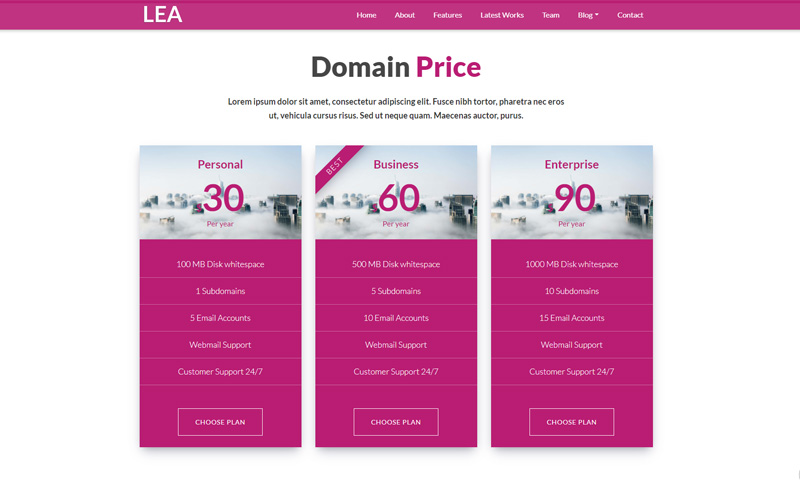 LEA
Home About Features Latest Works Team Blog Contact
Domain Price
Lorem ipsum dolor sit amet, consectetur adipiscing elit. Fusce nibh tortor, pharetra nec eros
ut, vehicula cursus risus. Sed ut neque quam. Maecenas auctor, purus.
Personal
30
Per year
100 MB Disk whitespace
1 Subdomains
5 Email Accounts
Webmail Support
Customer Support 24/7
CHOOSE PLAN
BEST
Business
60
Per year
500 MB Disk whitespace
5 Subdomains
10 Email Accounts
Webmail Support
Customer Support 24/7
CHOOSE PLAN
Enterprise
90
Per year
1000 MB Disk whitespace
10 Subdomains
15 Email Accounts
Webmail Support
Customer Support 24/7
CHOOSE PLAN